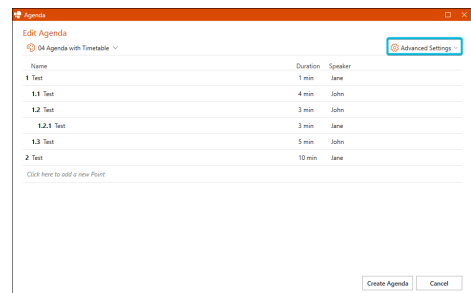 Agenda
Edit Agenda
04 Agenda with Timetable
Advanced Settings
Name Duration Speaker
1 Test 1 min Jane
1.1 Test 4 min John
1.2 Test 3 min John
1.2.1 Test 3 min Jane
1.3 Test 5 min John
2 Test 10 min Jane
Click here to add a new Point
Create Agenda Cancel